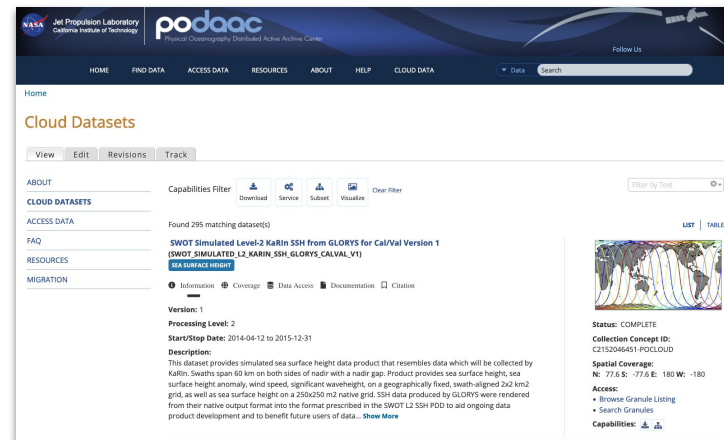 NASA
Jet Propulsion Laboratory
California Institute of Technology
podaac
Physical Oceanography Distributed Active Archive Center
Follow Us
HOME FIND DATA ACCESS DATA RESOURCES ABOUT HELP CLOUD DATA
Data Search
Home
Cloud Datasets
View Edit Revisions Track
ABOUT
CLOUD DATASETS
ACCESS DATA
FAQ
RESOURCES
MIGRATION
Capabilities Filter
Download Service Subset Visualize
Clear Filter
Filter by Text
Found 295 matching dataset(s)
LIST | TABLE
SWOT Simulated Level-2 KaRIn SSH from GLORYS for Cal/Val Version 1
(SWOT_SIMULATED_L2_KARIN_SSH_GLORYS_CALVAL_V1)
SEA SURFACE HEIGHT
Information Coverage Data Access Documentation Citation
Version: 1
Processing Level: 2
Start/Stop Date: 2014-04-12 to 2015-12-31
Description:
This dataset provides simulated sea surface height data product that resembles data which will be collected by
KaRIn. Swaths span 60 km on both sides of nadir with a nadir gap. Product provides sea surface height, sea
surface height anomaly, wind speed, significant waveheight, on a geographically fixed, swath-aligned 2x2 km2
grid, as well as sea surface height on a 250x250 m2 native grid. SSH data produced by GLORYS were rendered
from their native output format into the format prescribed in the SWOT L2 SSH PDD to aid ongoing data
product development and to benefit future users of data... Show More
Status: COMPLETE
Collection Concept ID:
C2152046451-POCLOUD
Spatial Coverage:
N: 77.6 S: -77.6 E: 180 W: -180
Access:
• Browse Granule Listing
• Search Granules
Capabilities: